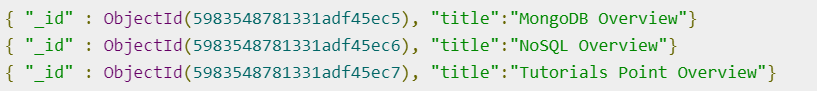 { "_id" : ObjectId(5983548781331adf45ec5), "title":"MongoDB Overview"}
{ "_id" : ObjectId(5983548781331adf45ec6), "title":"NoSQL Overview"}
{ "_id" : ObjectId(5983548781331adf45ec7), "title":"Tutorials Point Overview"}